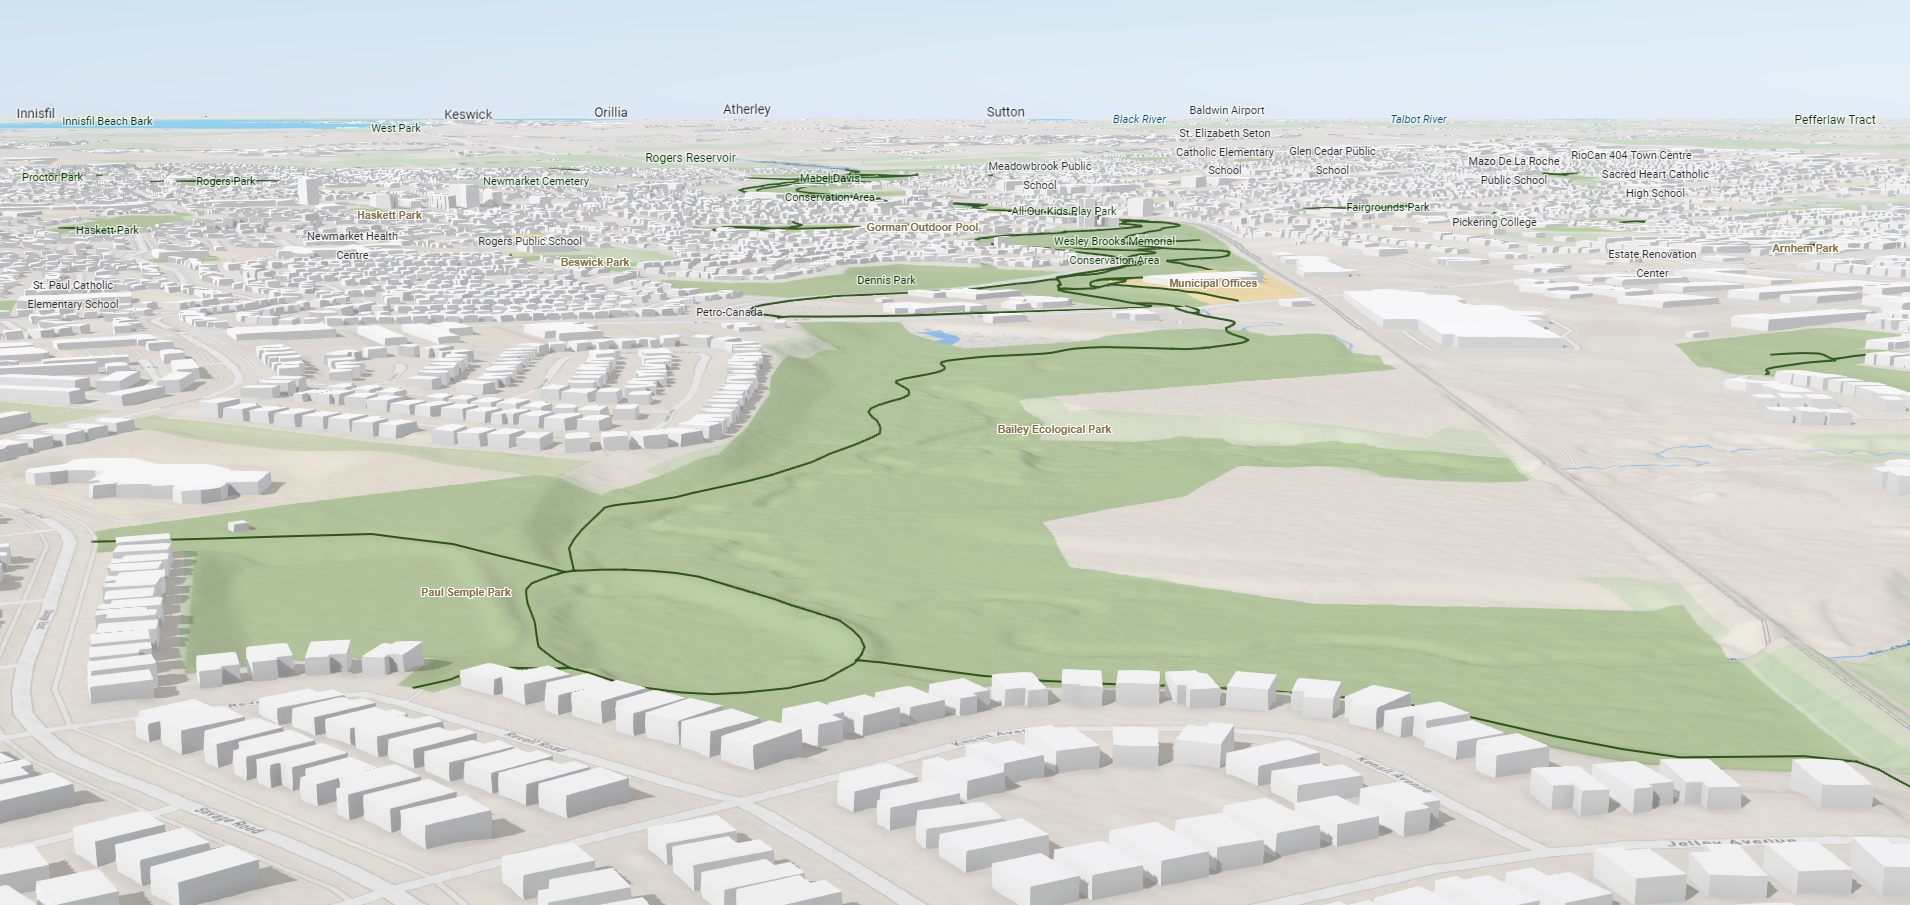 Innisfil
Innisfil Beach Bark
West Park
Keswick
Orillia
Atherley
Sutton
Black River
Baldwin Airport
Talbot River
Pefferlaw Tract
St. Elizabeth Seton
Catholic Elementary
School
Glen Cedar Public
School
Mazo De La Roche
Public School
RioCan 404 Town Centre
Sacred Heart Catholic
High School
Rogers Reservoir
Meadowbrook Public
School
Proctor Park
Rogers Park
Newmarket Cemetery
Mabel Davis
Conservation Area
Haskett Park
Haskett Park
All Our Kids Play Park
Fairgrounds Park
Pickering College
Gorman Outdoor Pool
Newmarket Health
Centre
Rogers Public School
Beswick Park
Wesley Brooks Memorial
Conservation Area
Arnhem Park
Estate Renovation
Center
St. Paul Catholic
Elementary School
Dennis Park
Municipal Offices
Petro-Canada
Bailey Ecological Park
Paul Semple Park
Revell Road
Kensit Avenue
Savage Road
Jelley Avenue